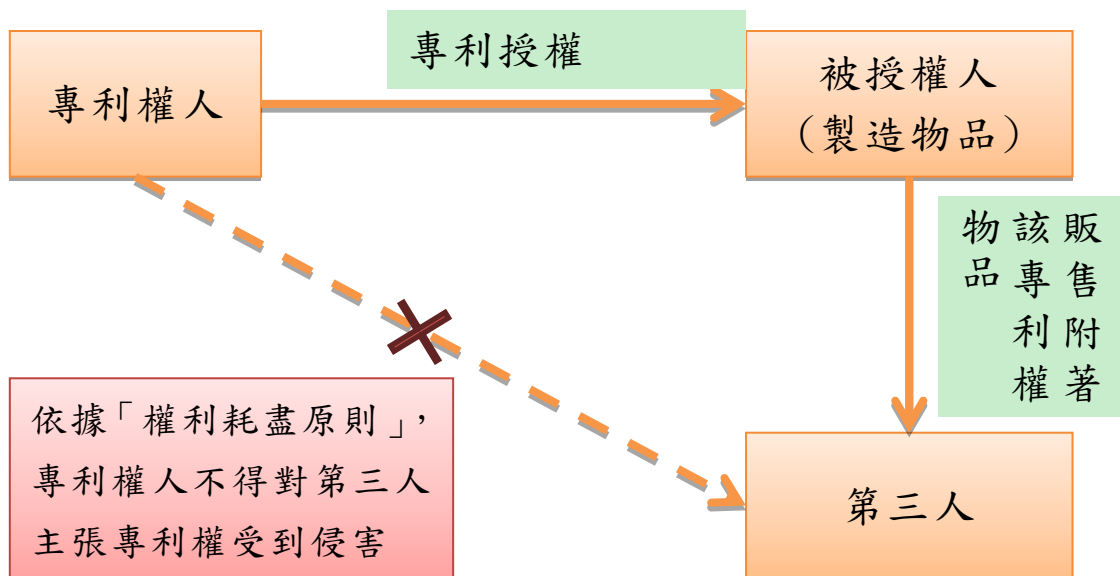 專利授權
專利權人
被授權人
（製造物品）
販售附著
該專利權
物品
依據「權利耗盡原則」，
專利權人不得對第三人
主張專利權受到侵害
第三人